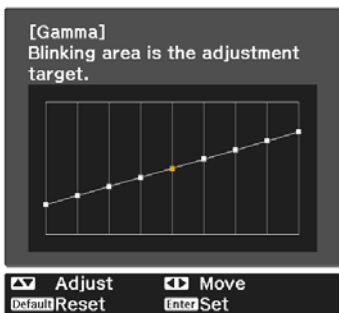 [Gamma]
Blinking area is the adjustment
target.
Adjust
Move
Default Reset
Enter Set